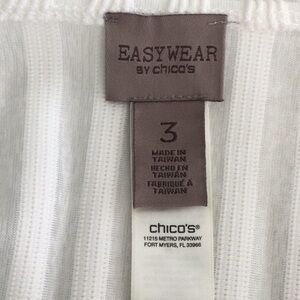 EASYWEAR
BY chico's
3
MADE IN
TAIWAN
HECHO EN
TAIWÁN
FABRIQUÉ À
TAIWAN
chico's®
11215 METRO PARKWAY
FORT MYERS, FL 33966